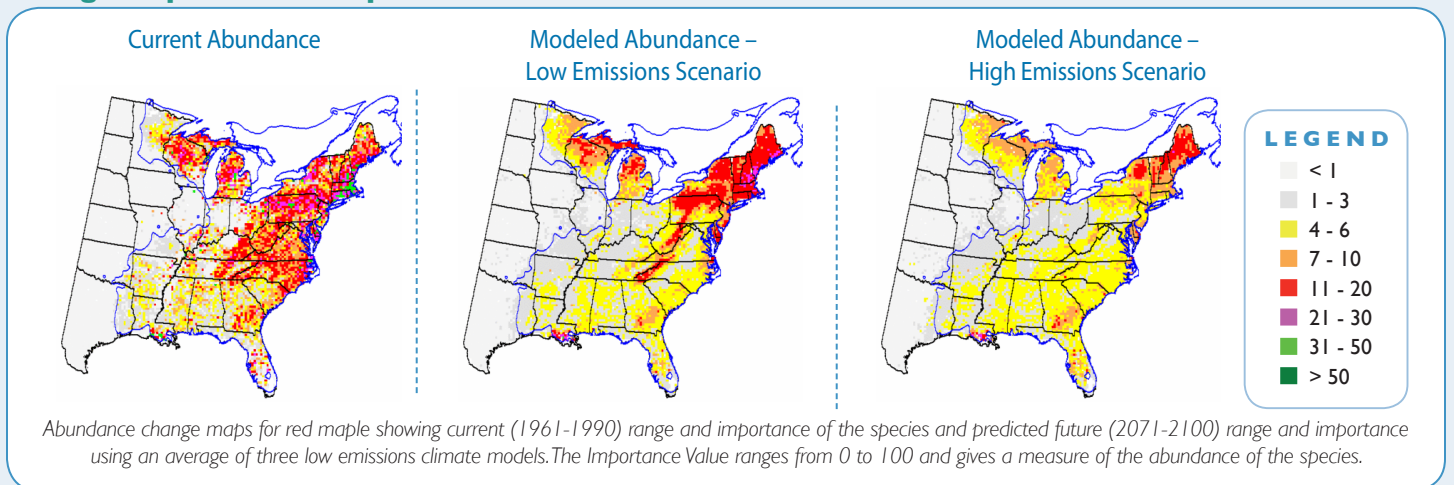 Current Abundance
Modeled Abundance –
Low Emissions Scenario
Modeled Abundance –
High Emissions Scenario
LEGEND
< 1
1 - 3
4 - 6
7 - 10
11 - 20
21 - 30
31 - 50
> 50
Abundance change maps for red maple showing current (1961-1990) range and importance of the species and predicted future (2071-2100) range and importance
using an average of three low emissions climate models. The Importance Value ranges from 0 to 100 and gives a measure of the abundance of the species.